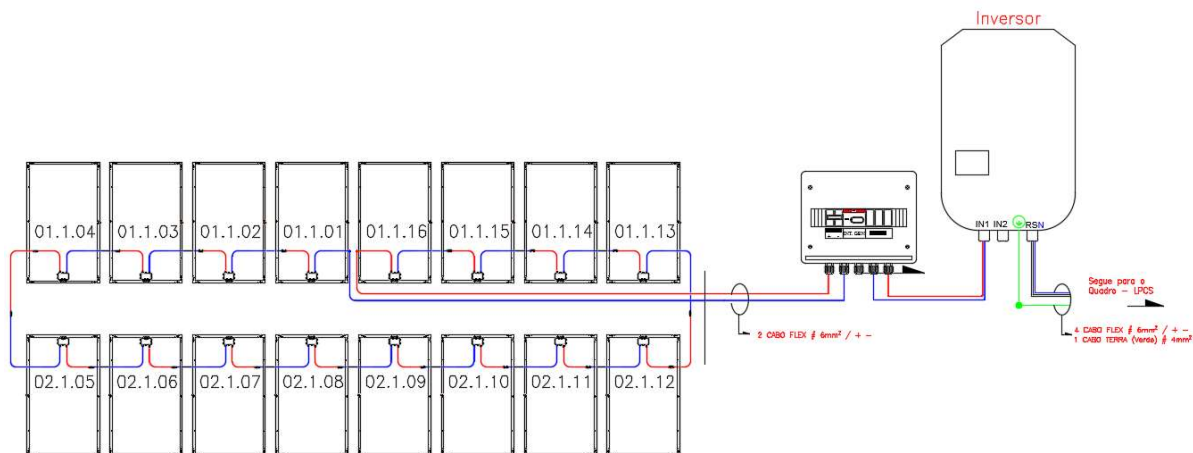 Inversor
01.1.04 01.1.03 01.1.02 01.1.01 01.1.16 01.1.15 01.1.14 01.1.13
INT. GERAL
IN1 IN2 RSN
2 CABO FLEX # 6mm² / + -
Segue para o
Quadro - LPCS
4 CABO FLEX # 6mm² / + -
1 CABO TERRA (Verde) # 4mm²
02.1.05 02.1.06 02.1.07 02.1.08 02.1.09 02.1.10 02.1.11 02.1.12